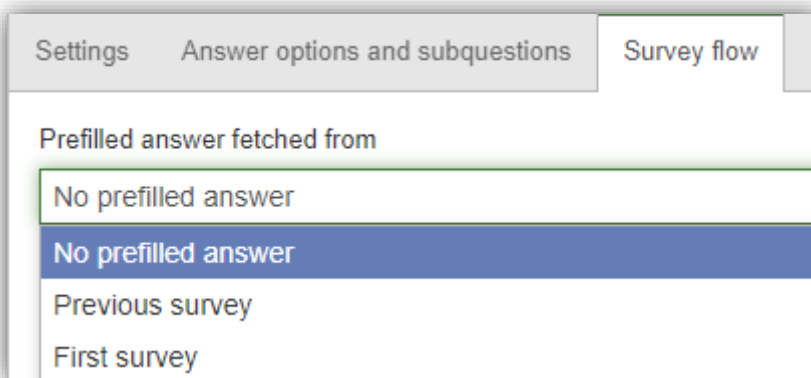 Settings Answer options and subquestions Survey flow
Prefilled answer fetched from
No prefilled answer
No prefilled answer
Previous survey
First survey